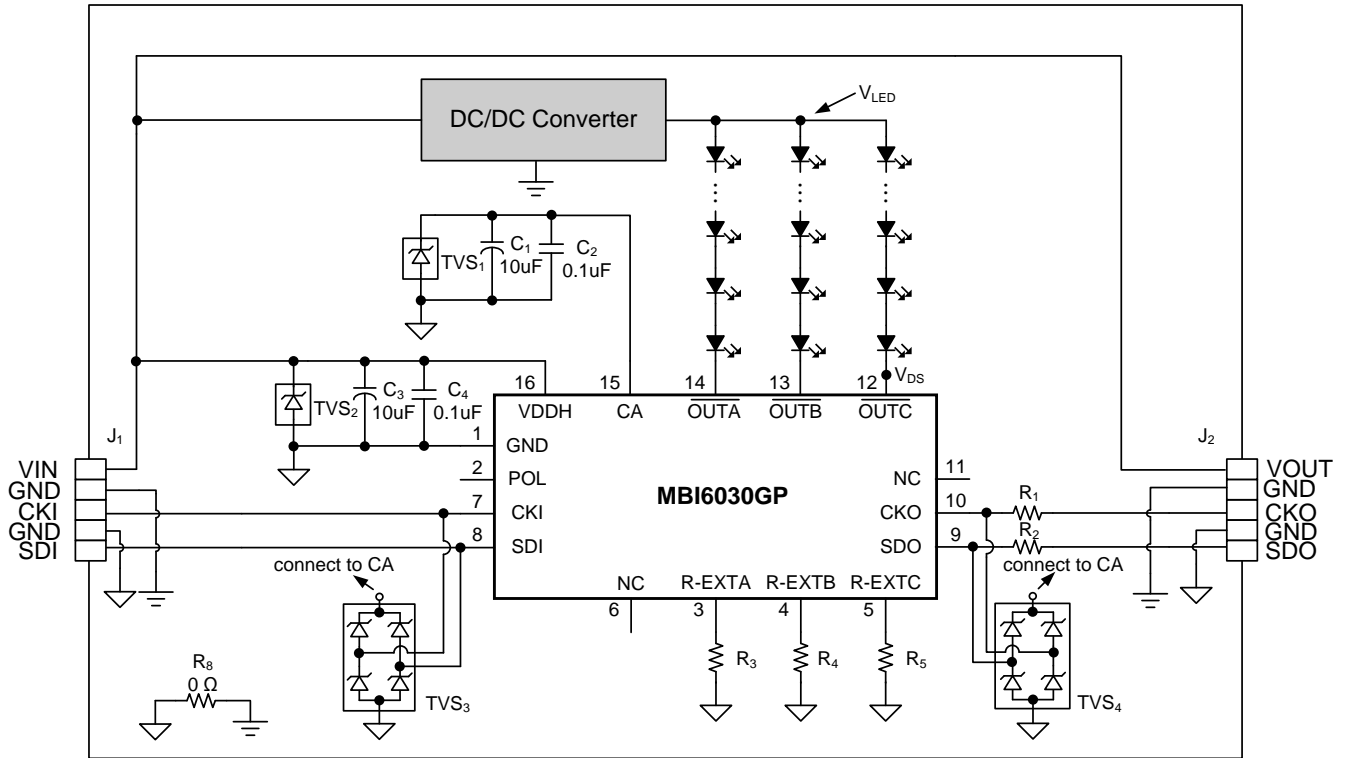 DC/DC Converter
VLED
TVS1
C1
10uF
C2
0.1uF
TVS2
C3
10uF
C4
0.1uF
16
15
14
13
12
VDS
VDDH
CA
OUTA
OUTB
OUTC
J1
J2
1
GND
2
POL
7
CKI
8
SDI
MBI6030GP
NC
11
CKO
10
SDO
9
R1
R2
VIN
GND
CKI
GND
SDI
VOUT
GND
CKO
GND
SDO
connect to CA
connect to CA
NC
R-EXTA
R-EXTB
R-EXTC
6
3
4
5
R3
R4
R5
R8
0 Ω
TVS3
TVS4